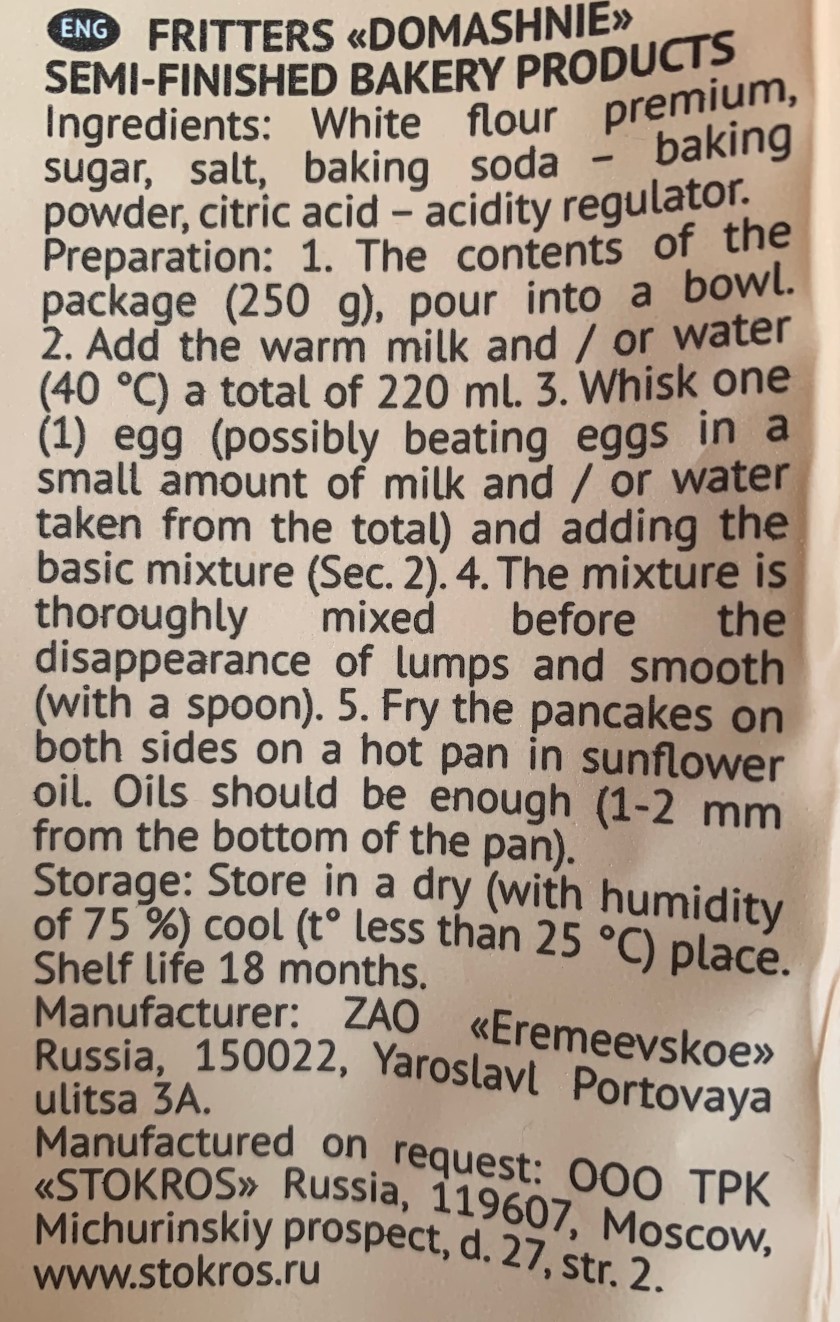 ENG FRITTERS «DOMASHNIE»
SEMI-FINISHED BAKERY PRODUCTS
Ingredients: White flour premium,
sugar, salt, baking soda – baking
powder, citric acid – acidity regulator.
Preparation: 1. The contents of the
package (250 g), pour into a bowl.
2. Add the warm milk and / or water
(40 °C) a total of 220 ml. 3. Whisk one
(1) egg (possibly beating eggs in a
small amount of milk and / or water
taken from the total) and adding the
basic mixture (Sec. 2). 4. The mixture is
thoroughly mixed before the
disappearance of lumps and smooth
(with a spoon). 5. Fry the pancakes on
both sides on a hot pan in sunflower
oil. Oils should be enough (1-2 mm
from the bottom of the pan).
Storage: Store in a dry (with humidity
of 75 %) cool (t° less than 25 °C) place.
Shelf life 18 months.
Manufacturer: ZAO «Eremeevskoe»
Russia, 150022, Yaroslavl Portovaya
ulitsa 3A.
Manufactured on request: OOO TPK
«STOKROS» Russia, 119607, Moscow,
Michurinskiy prospect, d. 27, str. 2.
www.stokros.ru